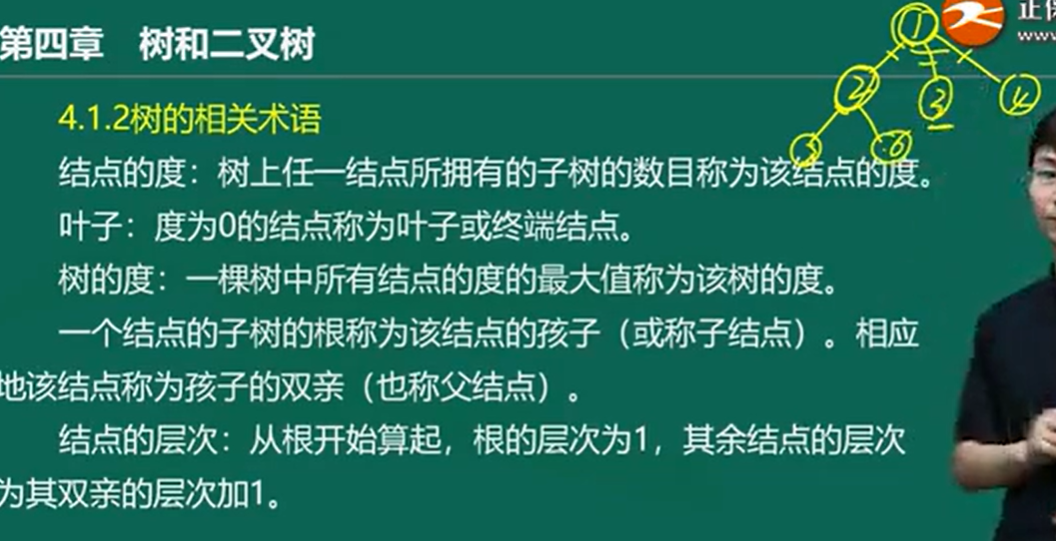 第四章 树和二叉树
正保
www
1
2
3
4
5
6
4.1.2树的相关术语
结点的度：树上任一结点所拥有的子树的数目称为该结点的度。
叶子：度为0的结点称为叶子或终端结点。
树的度：一棵树中所有结点的度的最大值称为该树的度。
一个结点的子树的根称为该结点的孩子（或称子结点）。相应
地该结点称为孩子的双亲（也称父结点）。
结点的层次：从根开始算起，根的层次为1，其余结点的层次
为其双亲的层次加1。